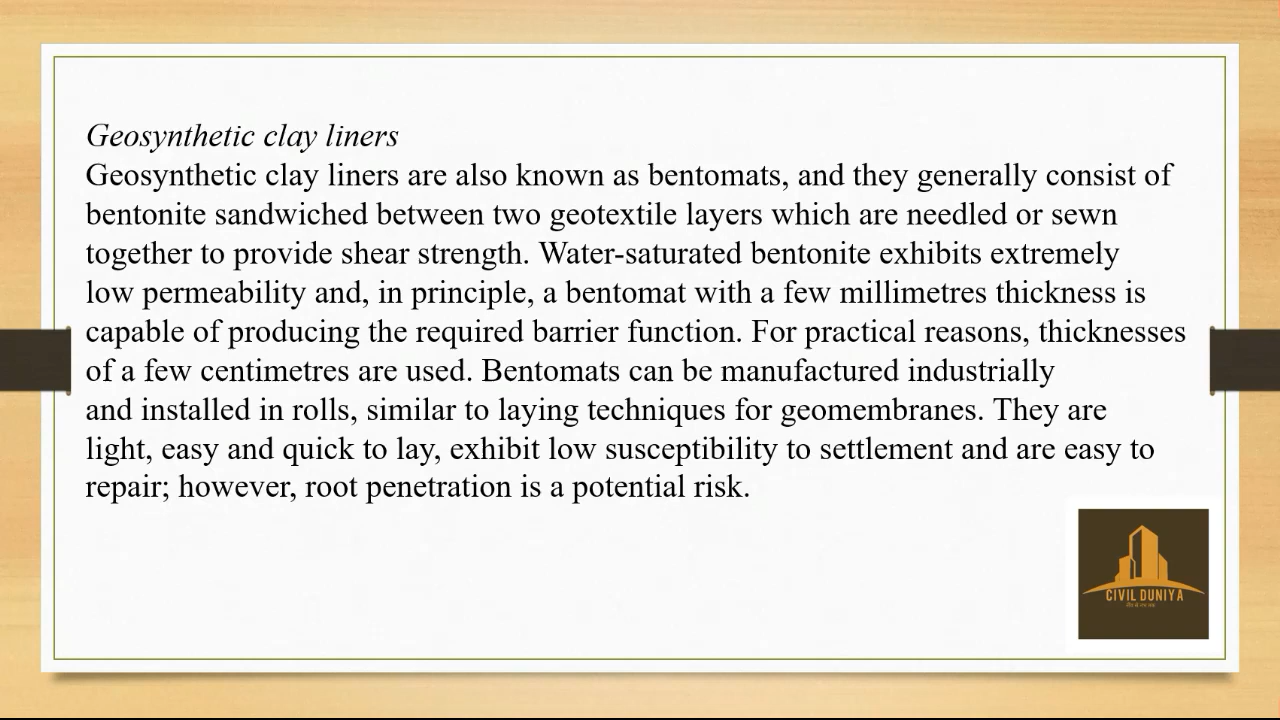 Geosynthetic clay liners
Geosynthetic clay liners are also known as bentomats, and they generally consist of
bentonite sandwiched between two geotextile layers which are needled or sewn
together to provide shear strength. Water-saturated bentonite exhibits extremely
low permeability and, in principle, a bentomat with a few millimetres thickness is
capable of producing the required barrier function. For practical reasons, thicknesses
of a few centimetres are used. Bentomats can be manufactured industrially
and installed in rolls, similar to laying techniques for geomembranes. They are
light, easy and quick to lay, exhibit low susceptibility to settlement and are easy to
repair; however, root penetration is a potential risk.
CIVIL DUNIYA